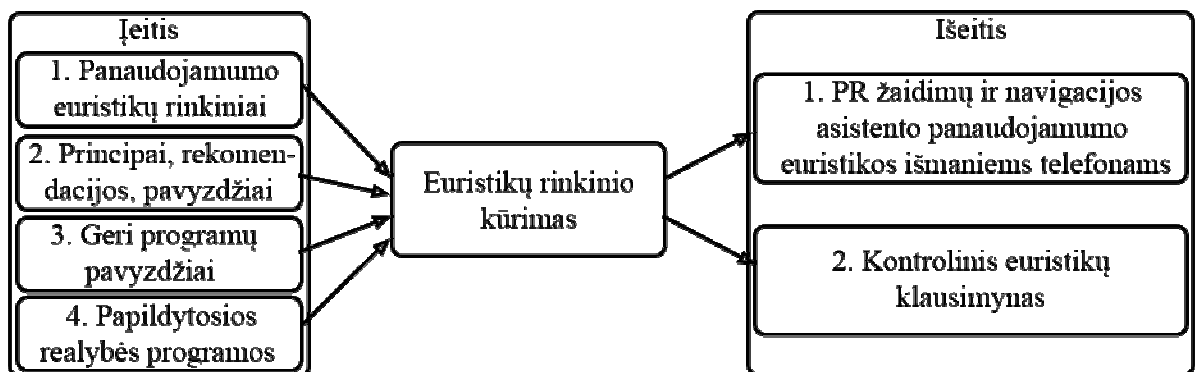 Įeitis
1. Panaudojamumo
euristikų rinkiniai
2. Principai, rekomen-
dacijos, pavyzdžiai
3. Geri programų
pavyzdžiai
4. Papildytosios
realybės programos
Euristikų rinkinio
kūrimas
Išeitis
1. PR žaidimų ir navigacijos
asistento panaudojamumo
euristikos išmaniems telefonams
2. Kontrolinis euristikų
klausimynas